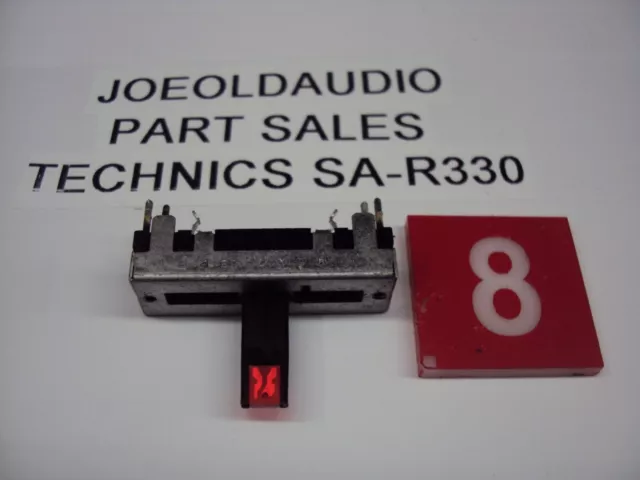 JOEOLDAUDIO
PART SALES
TECHNICS SA-R330
8